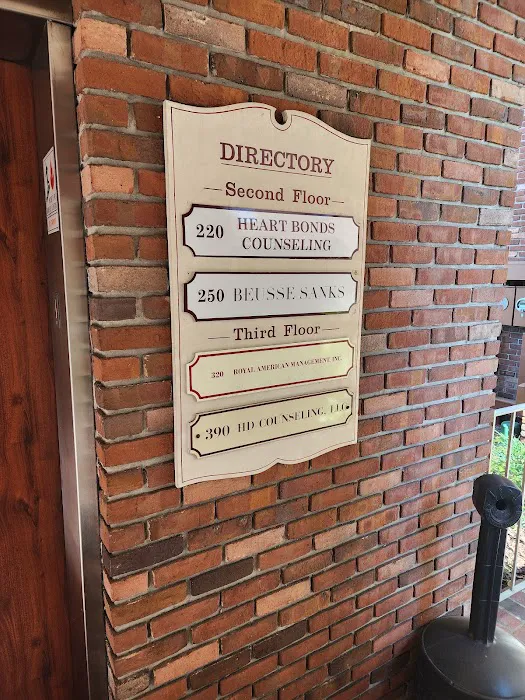 DIRECTORY
Second Floor
220 HEART BONDS
COUNSELING
250 BEUSSE SANKS
Third Floor
320 ROYAL AMERICAN MANAGEMENT, INC.
390 HD COUNSELING, LLC